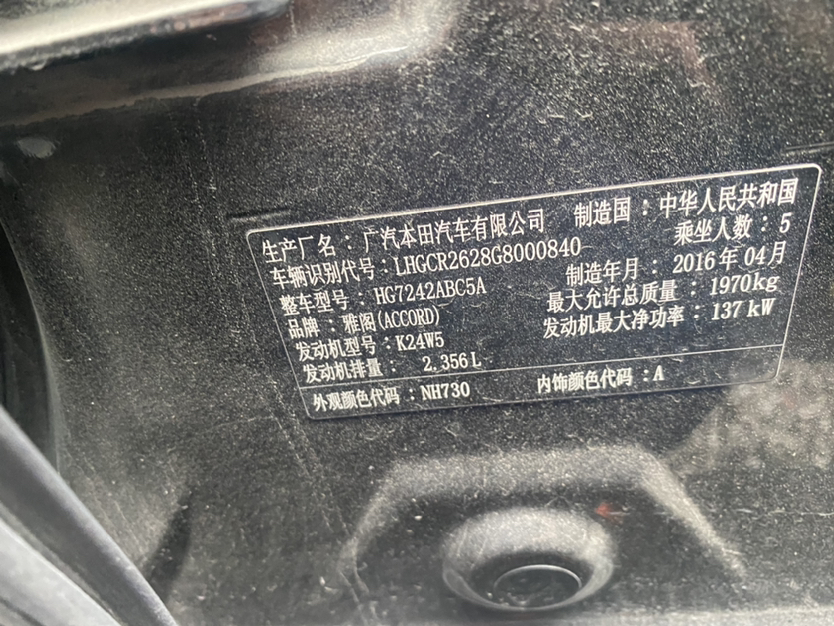 生产厂名：广汽本田汽车有限公司 制造国：中华人民共和国
车辆识别代号：LHGCR2628G8000840 乘坐人数：5
整车型号：HG7242ABC5A 制造年月：2016年04月
品牌：雅阁(ACCORD) 最大允许总质量：1970kg
发动机型号：K24W5 发动机最大净功率：137kW
发动机排量：2.356L
外观颜色代码：NH730 内饰颜色代码：A